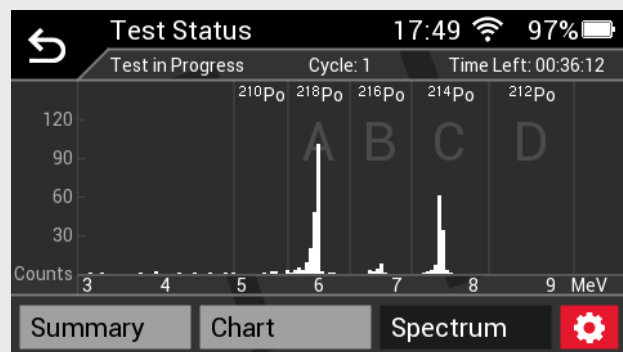 Test Status 17:49 97%
Test in Progress Cycle: 1 Time Left: 00:36:12
²¹⁰Po ²¹⁸Po ²¹⁶Po ²¹⁴Po ²¹²Po
A B C D
120
90
60
30
Counts
3 4 5 6 7 8 9 MeV
Summary Chart Spectrum